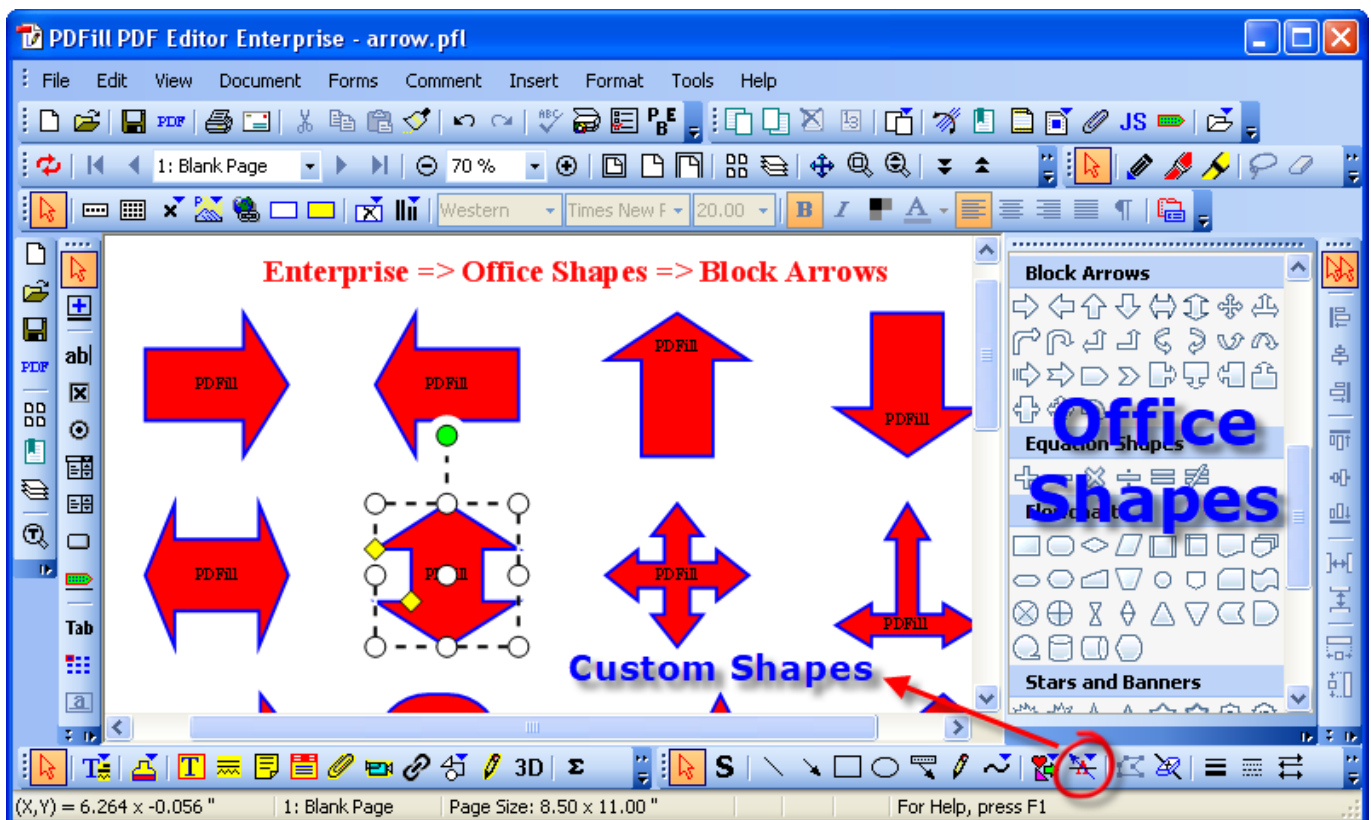 PDFill PDF Editor Enterprise - arrow.pfl
File Edit View Document Forms Comment Insert Format Tools Help
PDF ABC P B E JS
1: Blank Page 70 %
Western Times New F 20.00 B I A
Enterprise => Office Shapes => Block Arrows
PDFill PDFill PDFill PDFill
PDFill PDFill PDFill
Custom Shapes
PDF
ab|
Tab
a
Block Arrows
Equation Shapes
Office
Shapes
Stars and Banners
T T 3D Σ S A
(X,Y) = 6.264 x -0.056 " 1: Blank Page Page Size: 8.50 x 11.00 " For Help, press F1